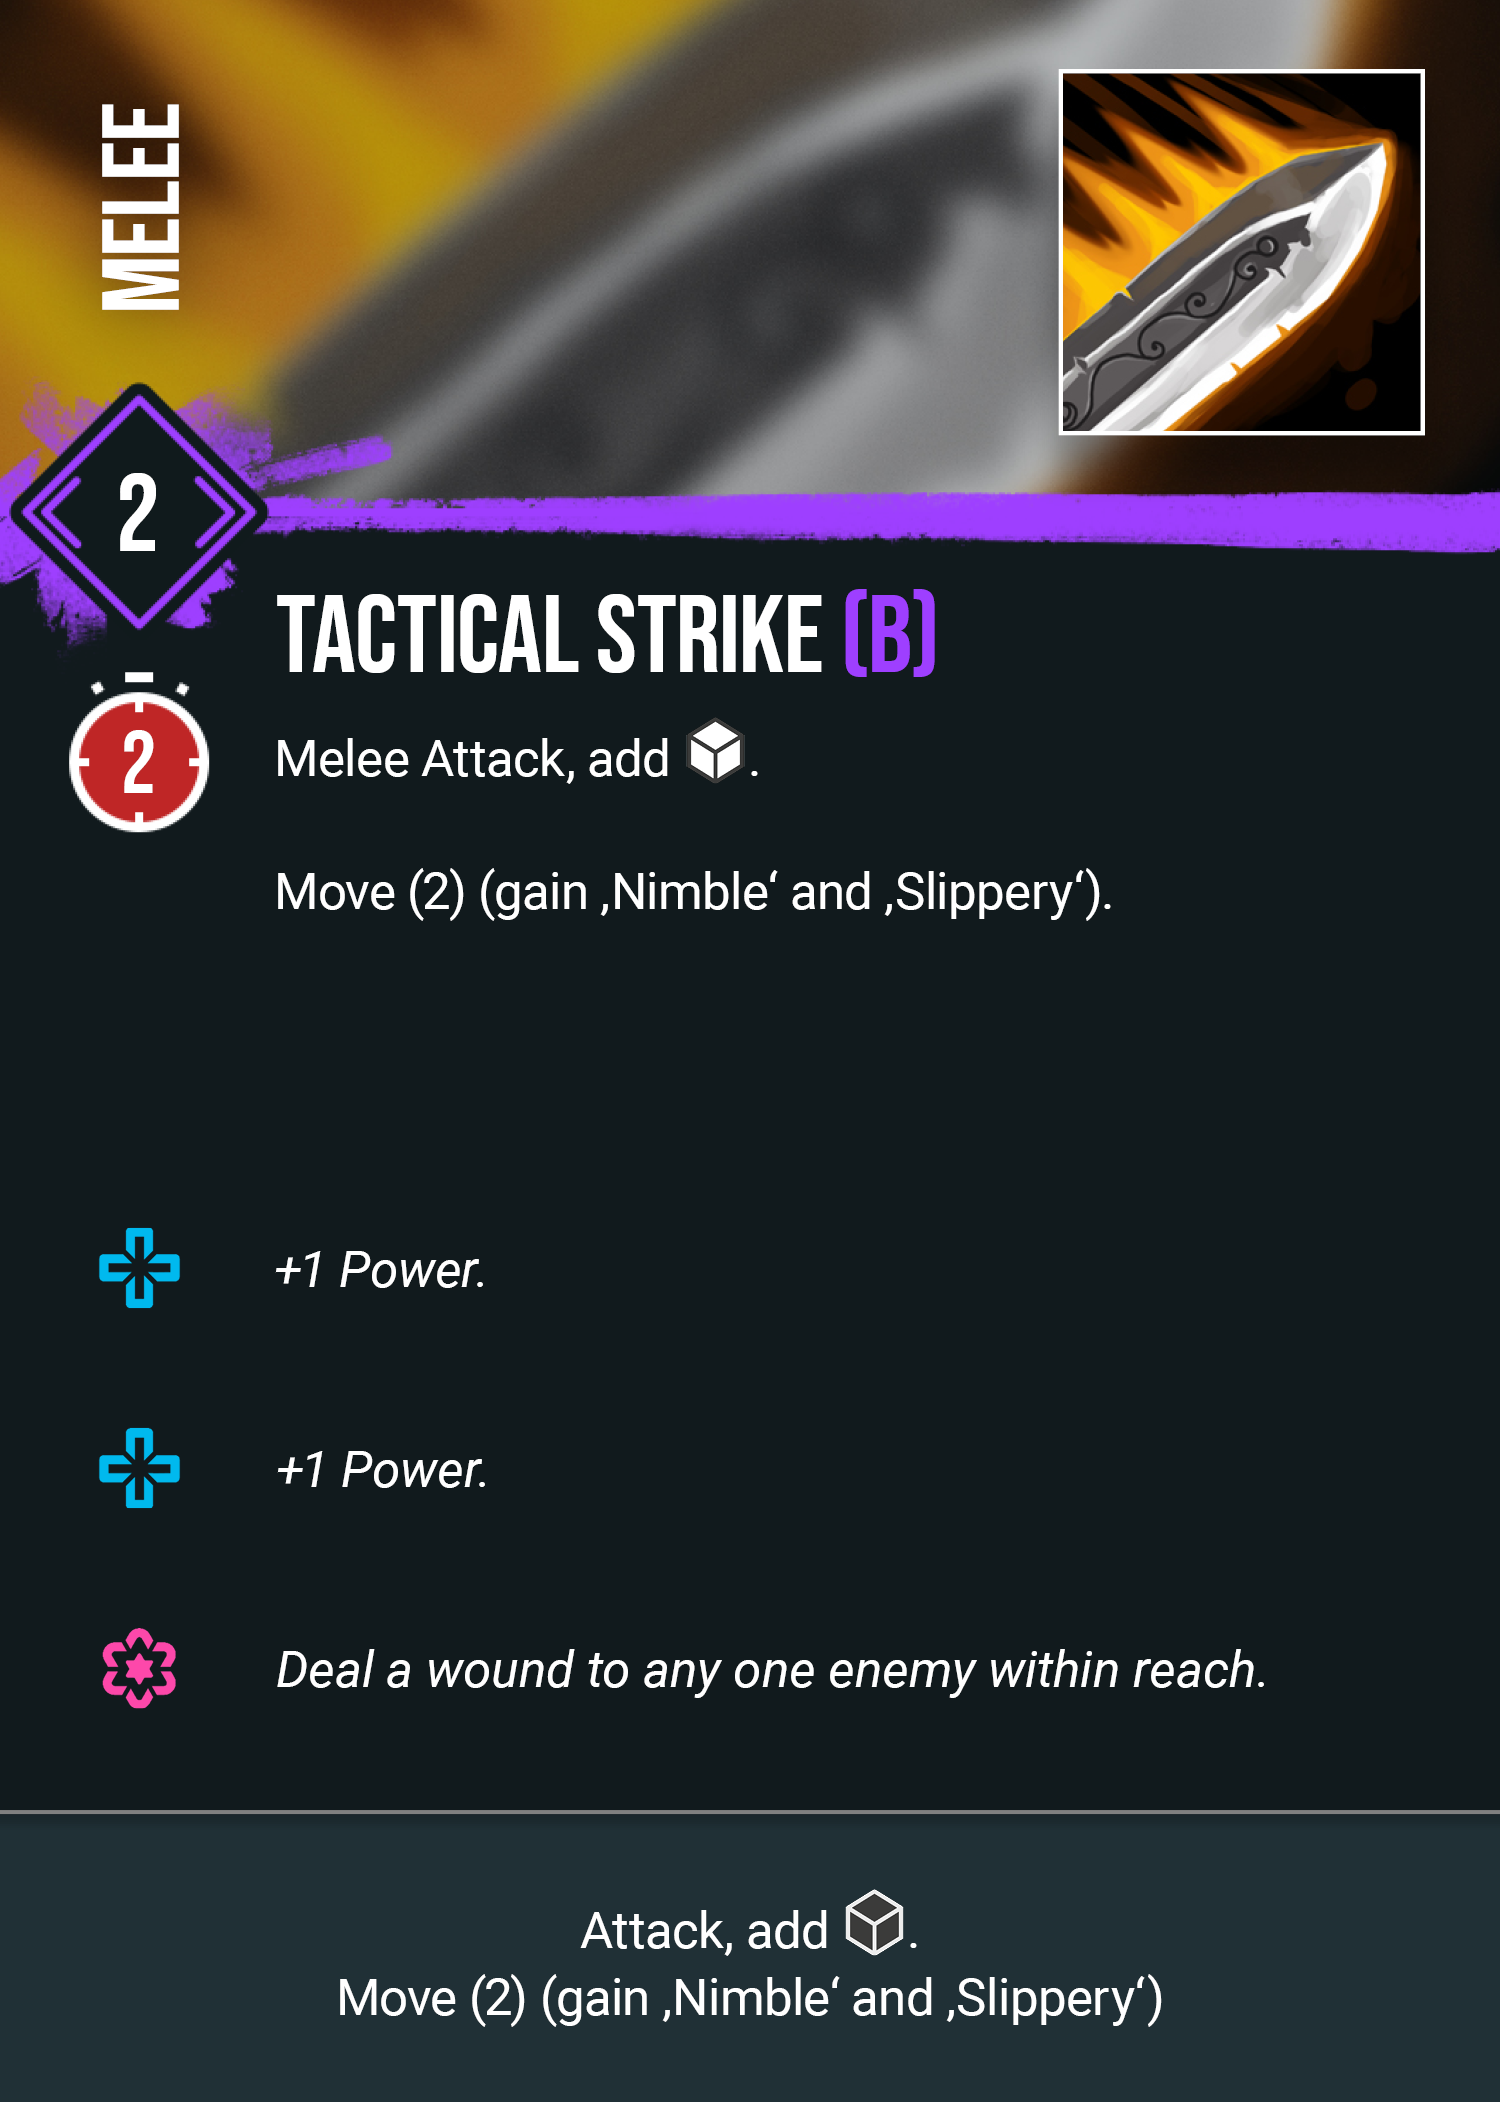 MELEE
2
TACTICAL STRIKE (B)
2
Melee Attack, add .
Move (2) (gain ‚Nimble‘ and ‚Slippery‘).
+1 Power.
+1 Power.
Deal a wound to any one enemy within reach.
Attack, add .
Move (2) (gain ‚Nimble‘ and ‚Slippery‘)